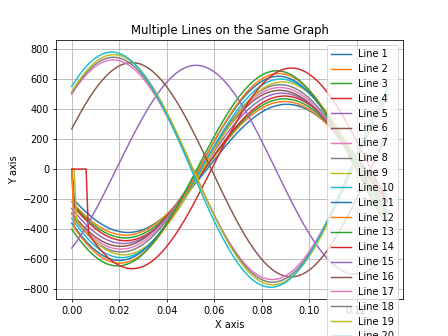 Multiple Lines on the Same Graph
Y axis
800
600
400
200
0
−200
−400
−600
−800
0.00
0.02
0.04
0.06
0.08
0.10
X axis
Line 1
Line 2
Line 3
Line 4
Line 5
Line 6
Line 7
Line 8
Line 9
Line 10
Line 12
Line 13
Line 14
Line 15
Line 16
Line 17
Line 18
Line 19
Line 20